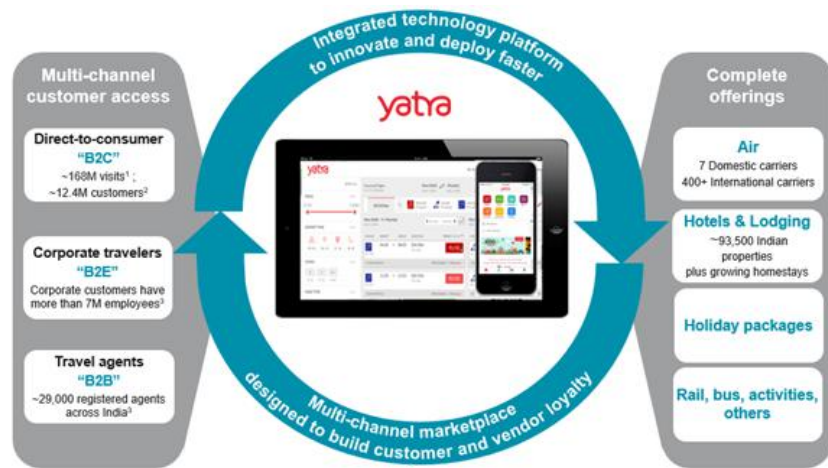 Multi-channel
customer access
Direct-to-consumer
"B2C"
~168M visits¹ ;
~12.4M customers²
Corporate travelers
"B2E"
Corporate customers have
more than 7M employees³
Travel agents
"B2B"
~29,000 registered agents
across India³
Integrated technology platform
to innovate and deploy faster
yatra
yatra
Multi-channel marketplace
designed to build customer and vendor loyalty
Complete
offerings
Air
7 Domestic carriers
400+ International carriers
Hotels & Lodging
~93,500 Indian
properties
plus growing homestays
Holiday packages
Rail, bus, activities,
others